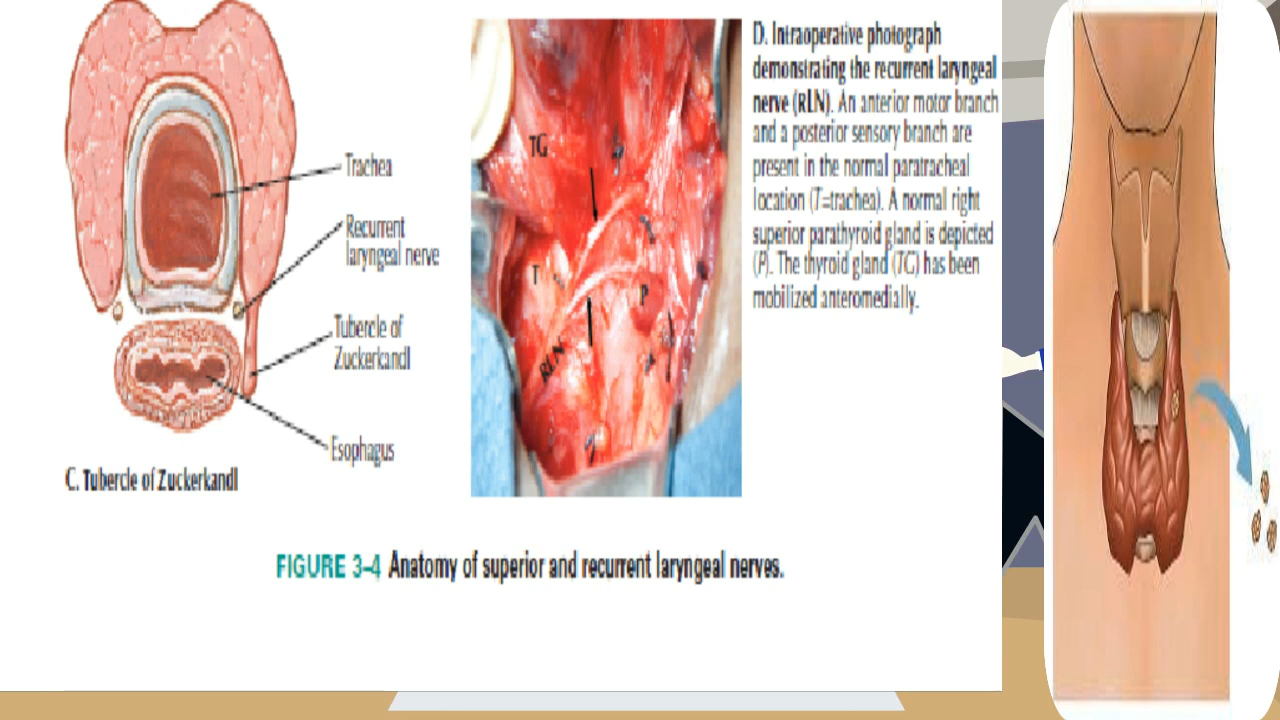 Trachea
Recurrent
laryngeal nerve
Tubercle of
Zuckerkandl
Esophagus
C. Tubercle of Zuckerkandl
TG
T
P
RLN
D. Intraoperative photograph
demonstrating the recurrent laryngeal
nerve (RLN). An anterior motor branch
and a posterior sensory branch are
present in the normal paratracheal
location (T=trachea). A normal right
superior parathyroid gland is depicted
(P). The thyroid gland (TG) has been
mobilized anteromedially.
FIGURE 3–4 Anatomy of superior and recurrent laryngeal nerves.